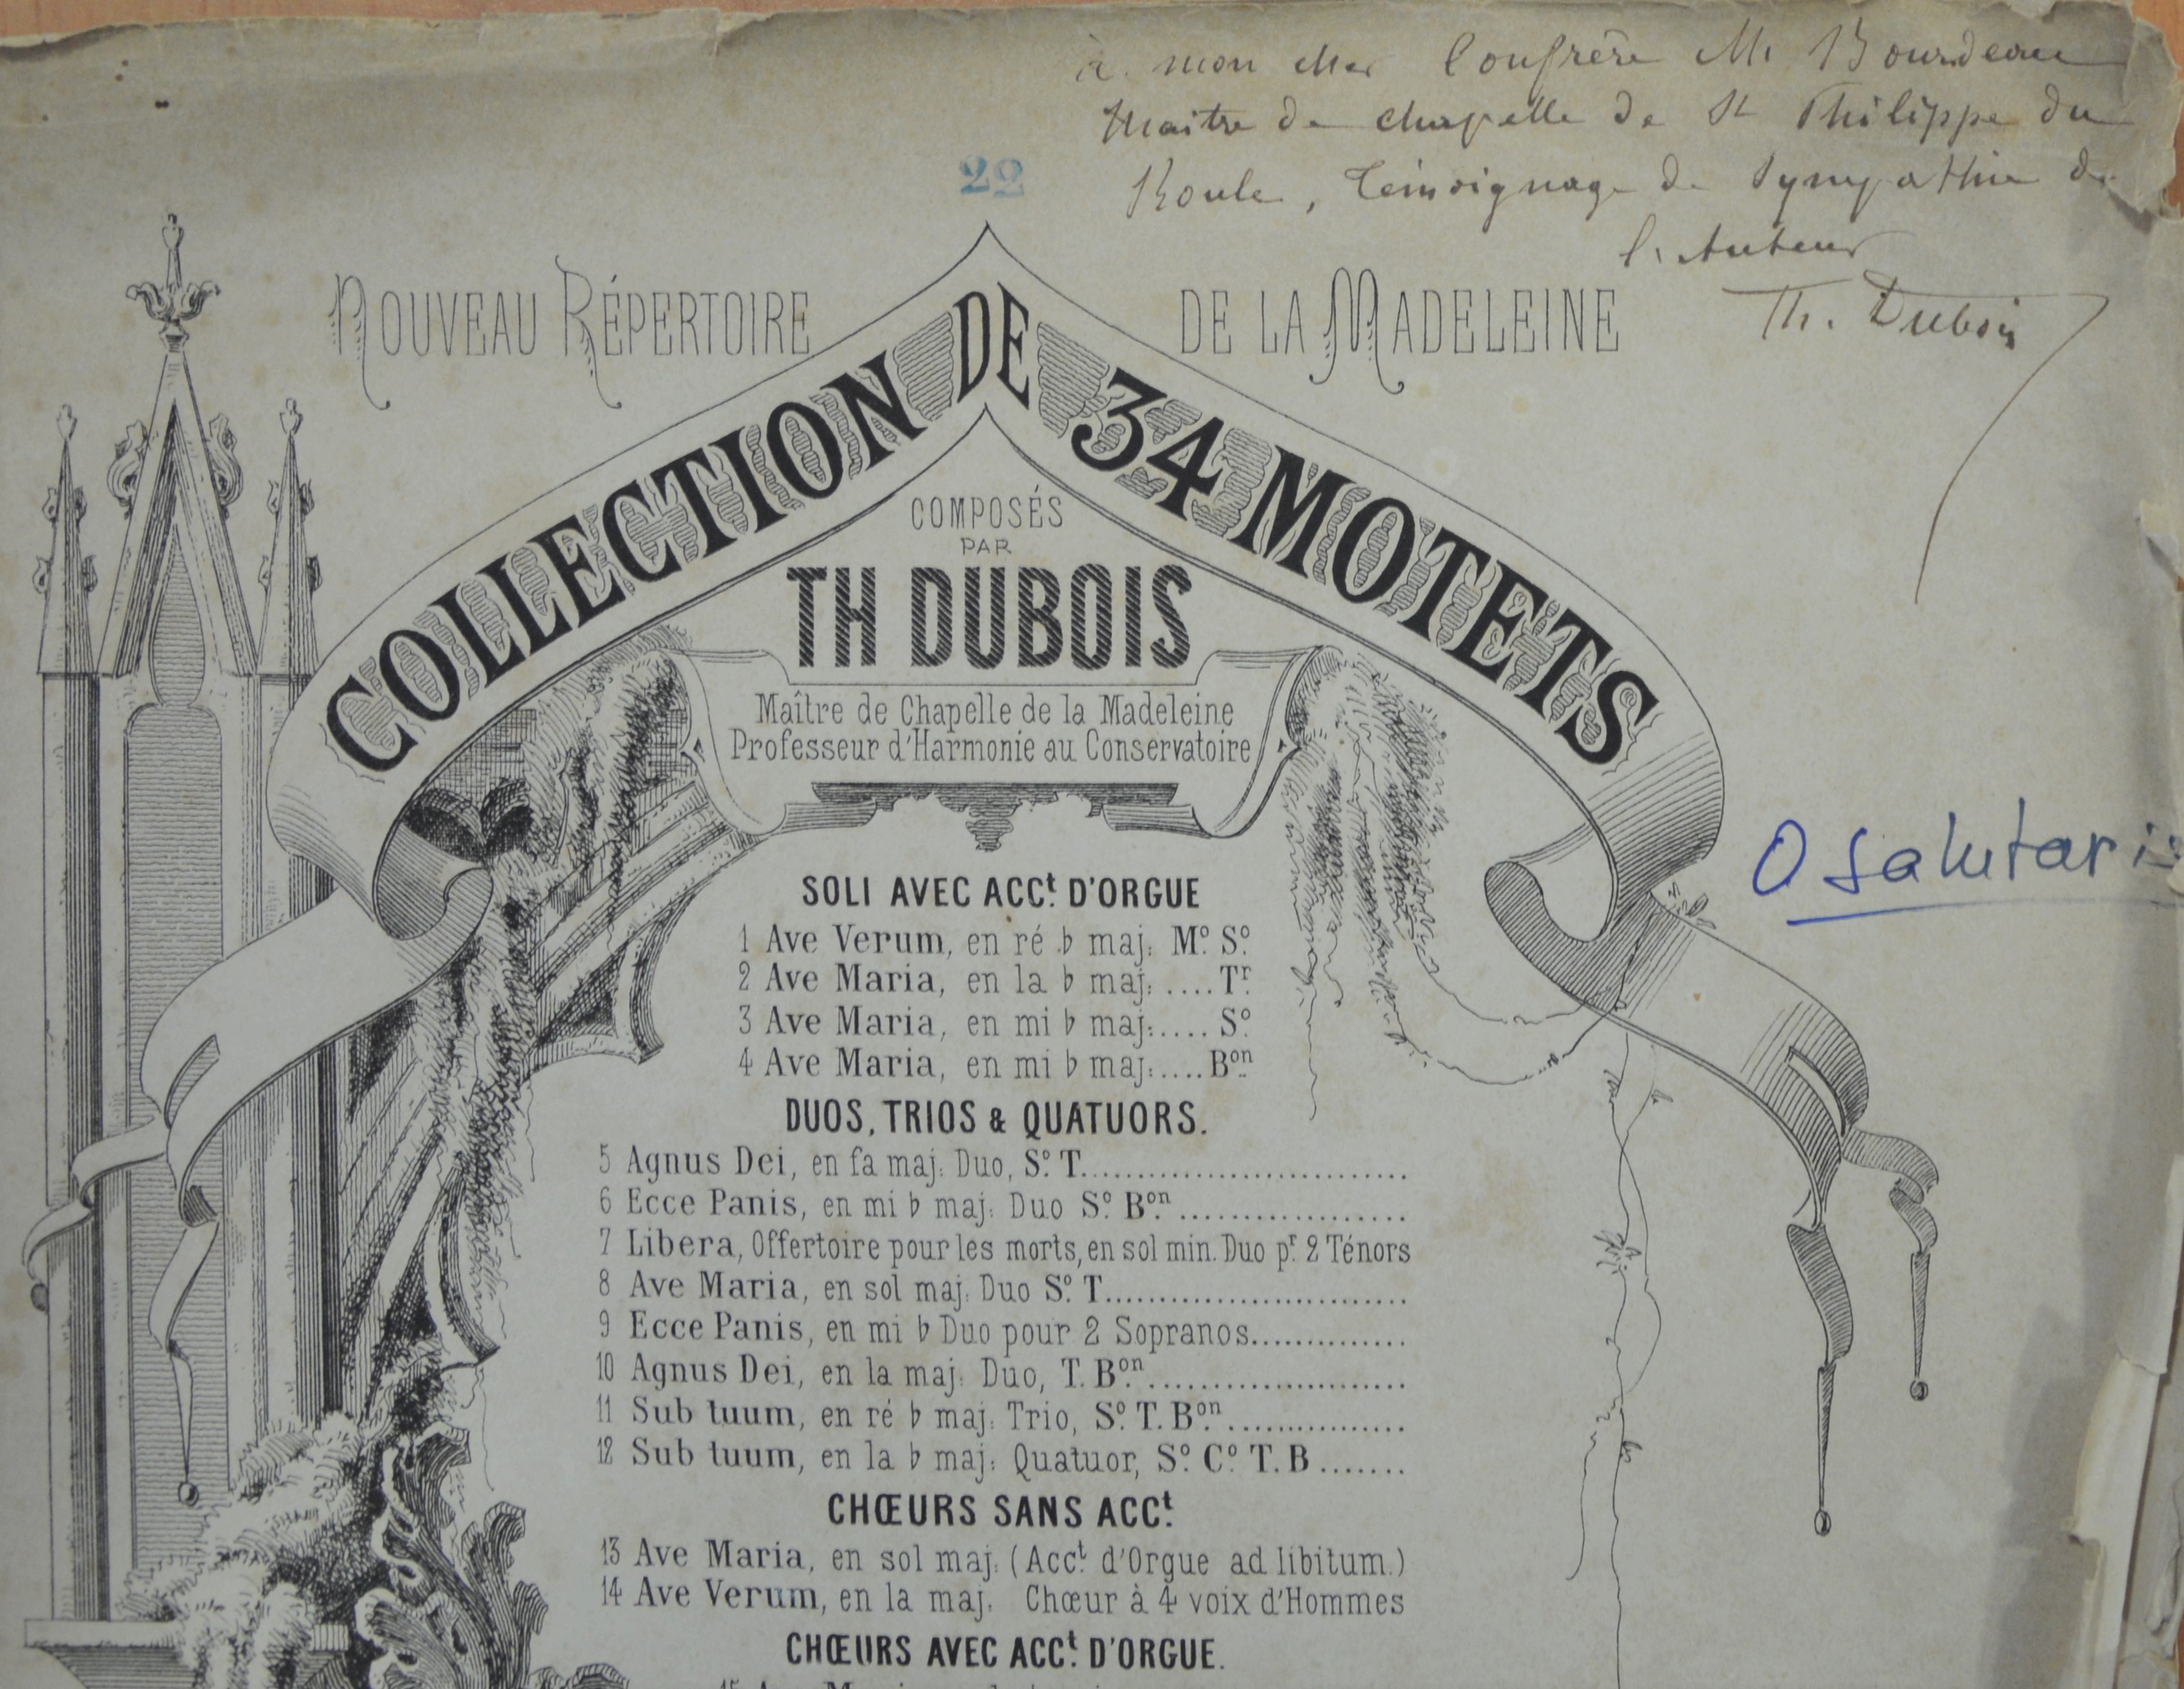 à mon cher Confrère M. Bourdeau
Maître de chapelle de St Philippe du
Roule, Témoignage de Sympathie de
l'Auteur
Th. Dubois
22
NOUVEAU RÉPERTOIRE DE LA MADELEINE
COLLECTION DE 34 MOTETS
COMPOSÉS
PAR
TH DUBOIS
Maître de Chapelle de la Madeleine
Professeur d'Harmonie au Conservatoire
O salutaris
SOLI AVEC ACCt. D'ORGUE
1 Ave Verum, en ré ♭ maj: Mo. So.
2 Ave Maria, en la ♭ maj: ....Tr.
3 Ave Maria, en mi ♭ maj:.... So.
4 Ave Maria, en mi ♭ maj:....Bon.
DUOS, TRIOS & QUATUORS.
5 Agnus Dei, en fa maj: Duo, So. T..............................
6 Ecce Panis, en mi ♭ maj: Duo So. Bon. ...................
7 Libera, Offertoire pour les morts, en sol min. Duo pr. 2 Ténors
8 Ave Maria, en sol maj: Duo So. T............................
9 Ecce Panis, en mi ♭ Duo pour 2 Sopranos..............
10 Agnus Dei, en la maj: Duo, T. Bon. ......................
11 Sub tuum, en ré ♭ maj: Trio, So. T. Bon. ................
12 Sub tuum, en la ♭ maj: Quatuor, So. Co. T. B .......
CHŒURS SANS ACCt.
13 Ave Maria, en sol maj: (Acct. d'Orgue ad libitum.)
14 Ave Verum, en la maj: Chœur à 4 voix d'Hommes
CHŒURS AVEC ACCt. D'ORGUE.